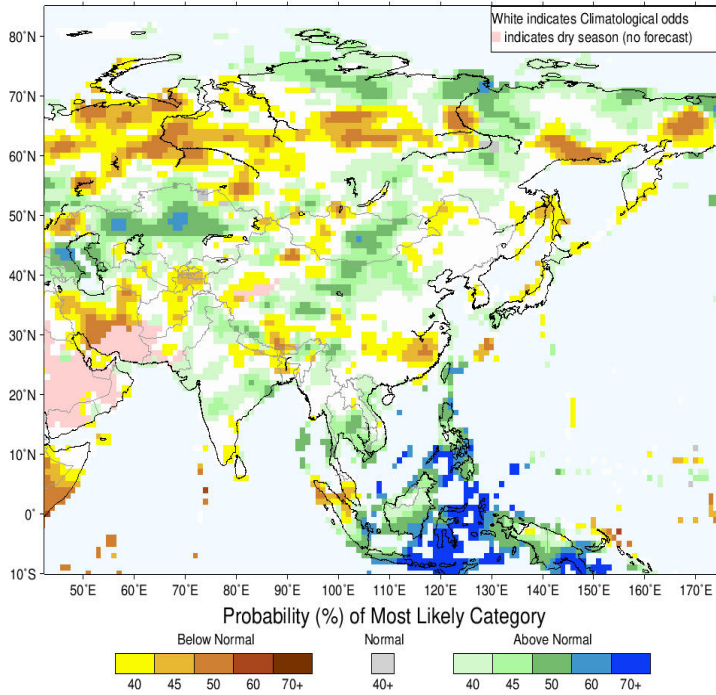 White indicates Climatological odds
indicates dry season (no forecast)
80°N
70°N
60°N
50°N
40°N
30°N
20°N
10°N
0°
10°S
50°E 60°E 70°E 80°E 90°E 100°E 110°E 120°E 130°E 140°E 150°E 160°E 170°E
Probability (%) of Most Likely Category
Below Normal Normal Above Normal
40 45 50 60 70+ 40+ 40 45 50 60 70+